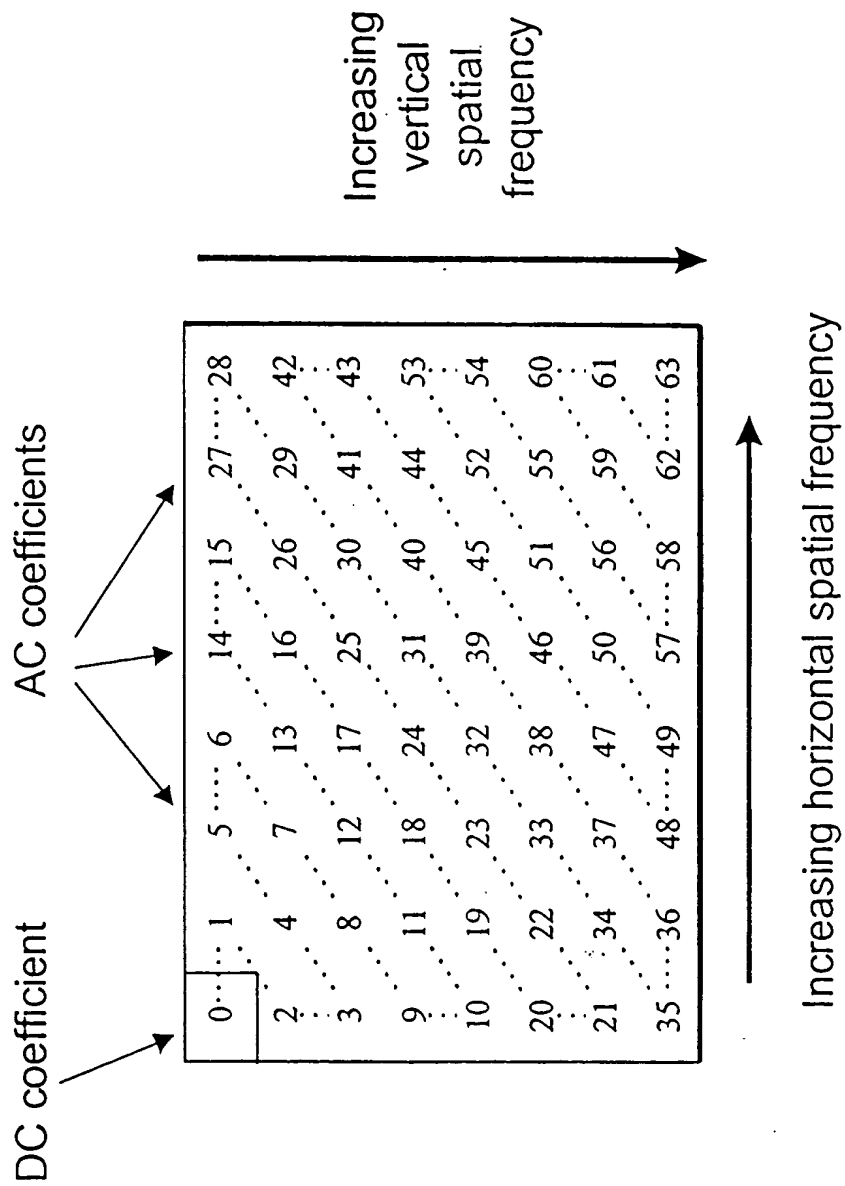 DC coefficient
AC coefficients
0 1 5 6 14 15 27 28
2 4 7 13 16 26 29 42
3 8 12 17 25 30 41 43
9 11 18 24 31 40 44 53
10 19 23 32 39 45 52 54
20 22 33 38 46 51 55 60
21 34 37 47 50 56 59 61
35 36 48 49 57 58 62 63
Increasing
vertical
spatial
frequency
Increasing horizontal spatial frequency